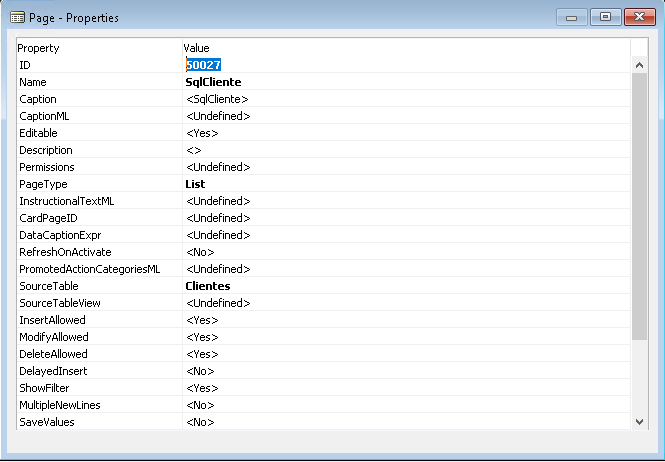 Page - Properties
Property Value
ID 50027
Name SqlCliente
Caption <SqlCliente>
CaptionML <Undefined>
Editable <Yes>
Description <>
Permissions <Undefined>
PageType List
InstructionalTextML <Undefined>
CardPageID <Undefined>
DataCaptionExpr <Undefined>
RefreshOnActivate <No>
PromotedActionCategoriesML <Undefined>
SourceTable Clientes
SourceTableView <Undefined>
InsertAllowed <Yes>
ModifyAllowed <Yes>
DeleteAllowed <Yes>
DelayedInsert <No>
ShowFilter <Yes>
MultipleNewLines <No>
SaveValues <No>